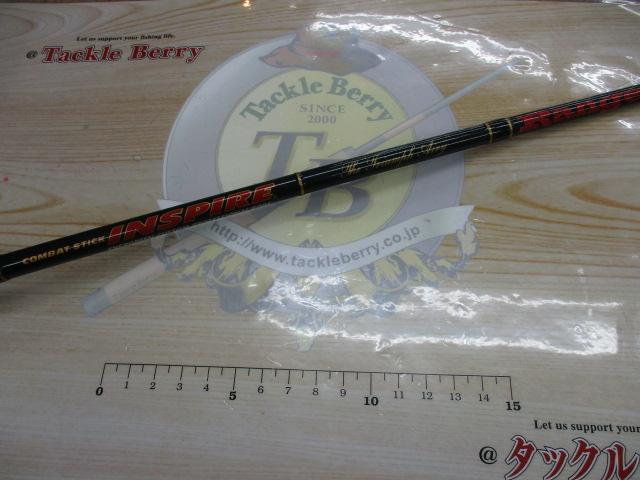 Let us support your fishing life.
@ Tackle Berry
Tackle Berry
SINCE
2000
TB
COMBAT STICK INSPIRE
http://www.tackleberry.co.jp
0 1 2 3 4 5 6 7 8 9 10 11 12 13 14 15
Let us support your
@ タックル